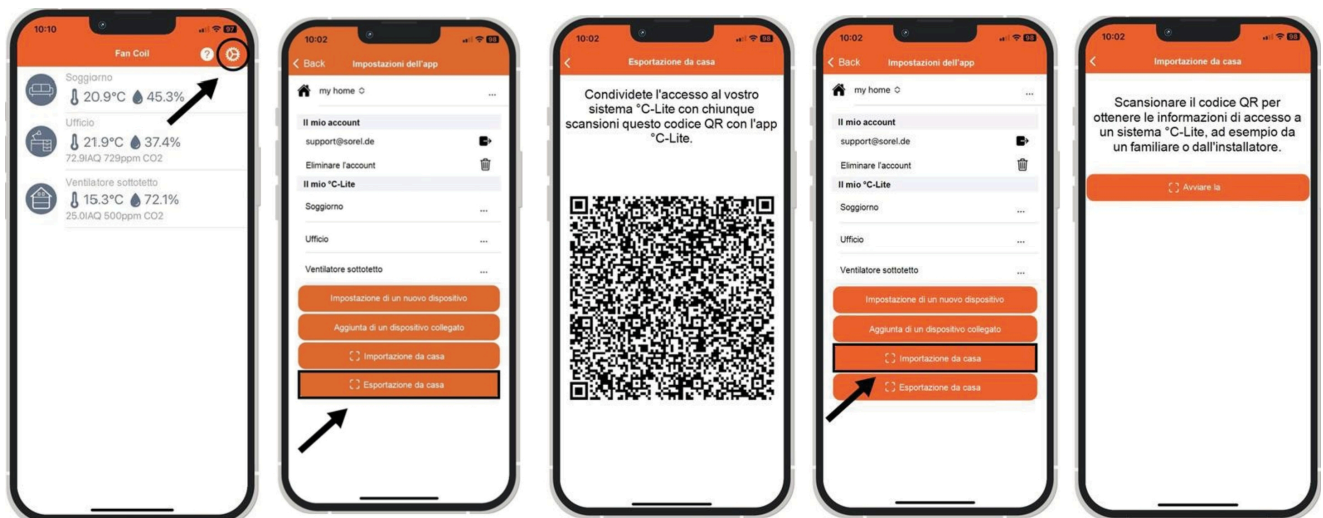 10:10
97
Fan Coil
?
Soggiorno
20.9°C 45.3%
Ufficio
21.9°C 37.4%
72.9IAQ 729ppm CO2
Ventilatore sottotetto
15.3°C 72.1%
25.0IAQ 500ppm CO2
10:02
98
Back Impostazioni dell'app
my home
...
Il mio account
support@sorel.de
Eliminare l'account
Il mio °C-Lite
Soggiorno ...
Ufficio ...
Ventilatore sottotetto ...
Impostazione di un nuovo dispositivo
Aggiunta di un dispositivo collegato
Importazione da casa
Esportazione da casa
10:02
98
Esportazione da casa
Condividete l'accesso al vostro
sistema °C-Lite con chiunque
scansioni questo codice QR con l'app
°C-Lite.
10:02
98
Back Impostazioni dell'app
my home
...
Il mio account
support@sorel.de
Eliminare l'account
Il mio °C-Lite
Soggiorno ...
Ufficio ...
Ventilatore sottotetto ...
Impostazione di un nuovo dispositivo
Aggiunta di un dispositivo collegato
Importazione da casa
Esportazione da casa
10:02
98
Importazione da casa
Scansionare il codice QR per
ottenere le informazioni di accesso a
un sistema °C-Lite, ad esempio da
un familiare o dall'installatore.
Avviare la